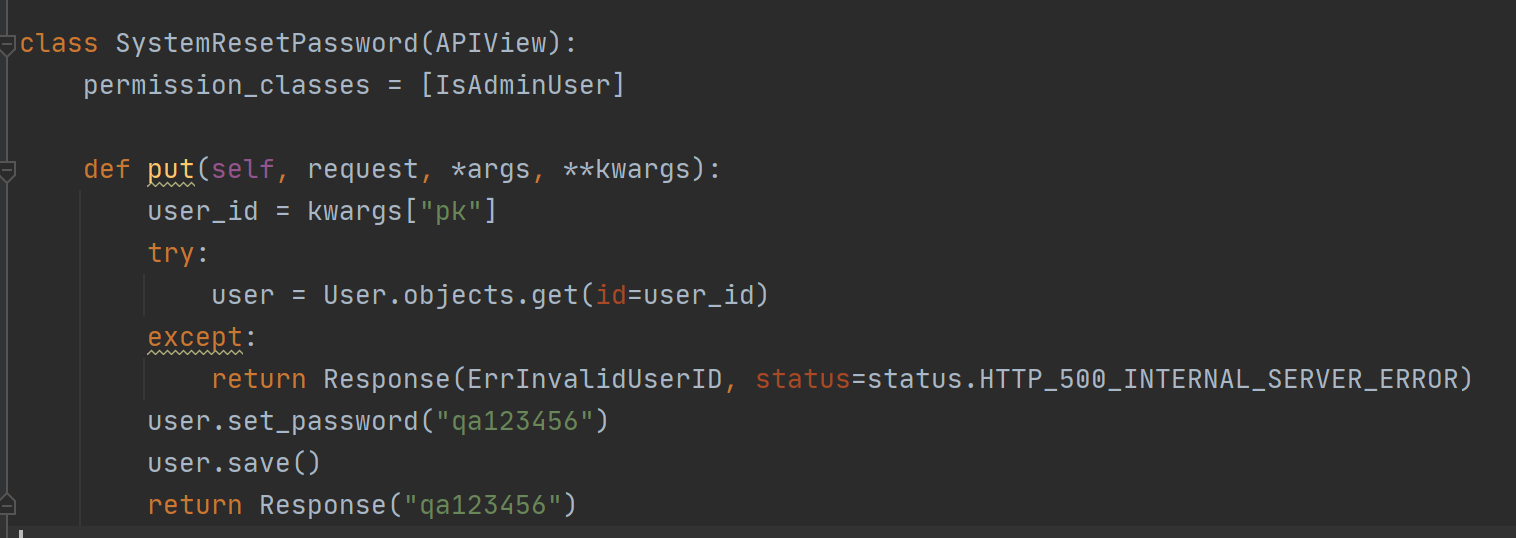 class SystemResetPassword(APIView):
    permission_classes = [IsAdminUser]

    def put(self, request, *args, **kwargs):
        user_id = kwargs["pk"]
        try:
            user = User.objects.get(id=user_id)
        except:
            return Response(ErrInvalidUserID, status=status.HTTP_500_INTERNAL_SERVER_ERROR)
        user.set_password("qa123456")
        user.save()
        return Response("qa123456")